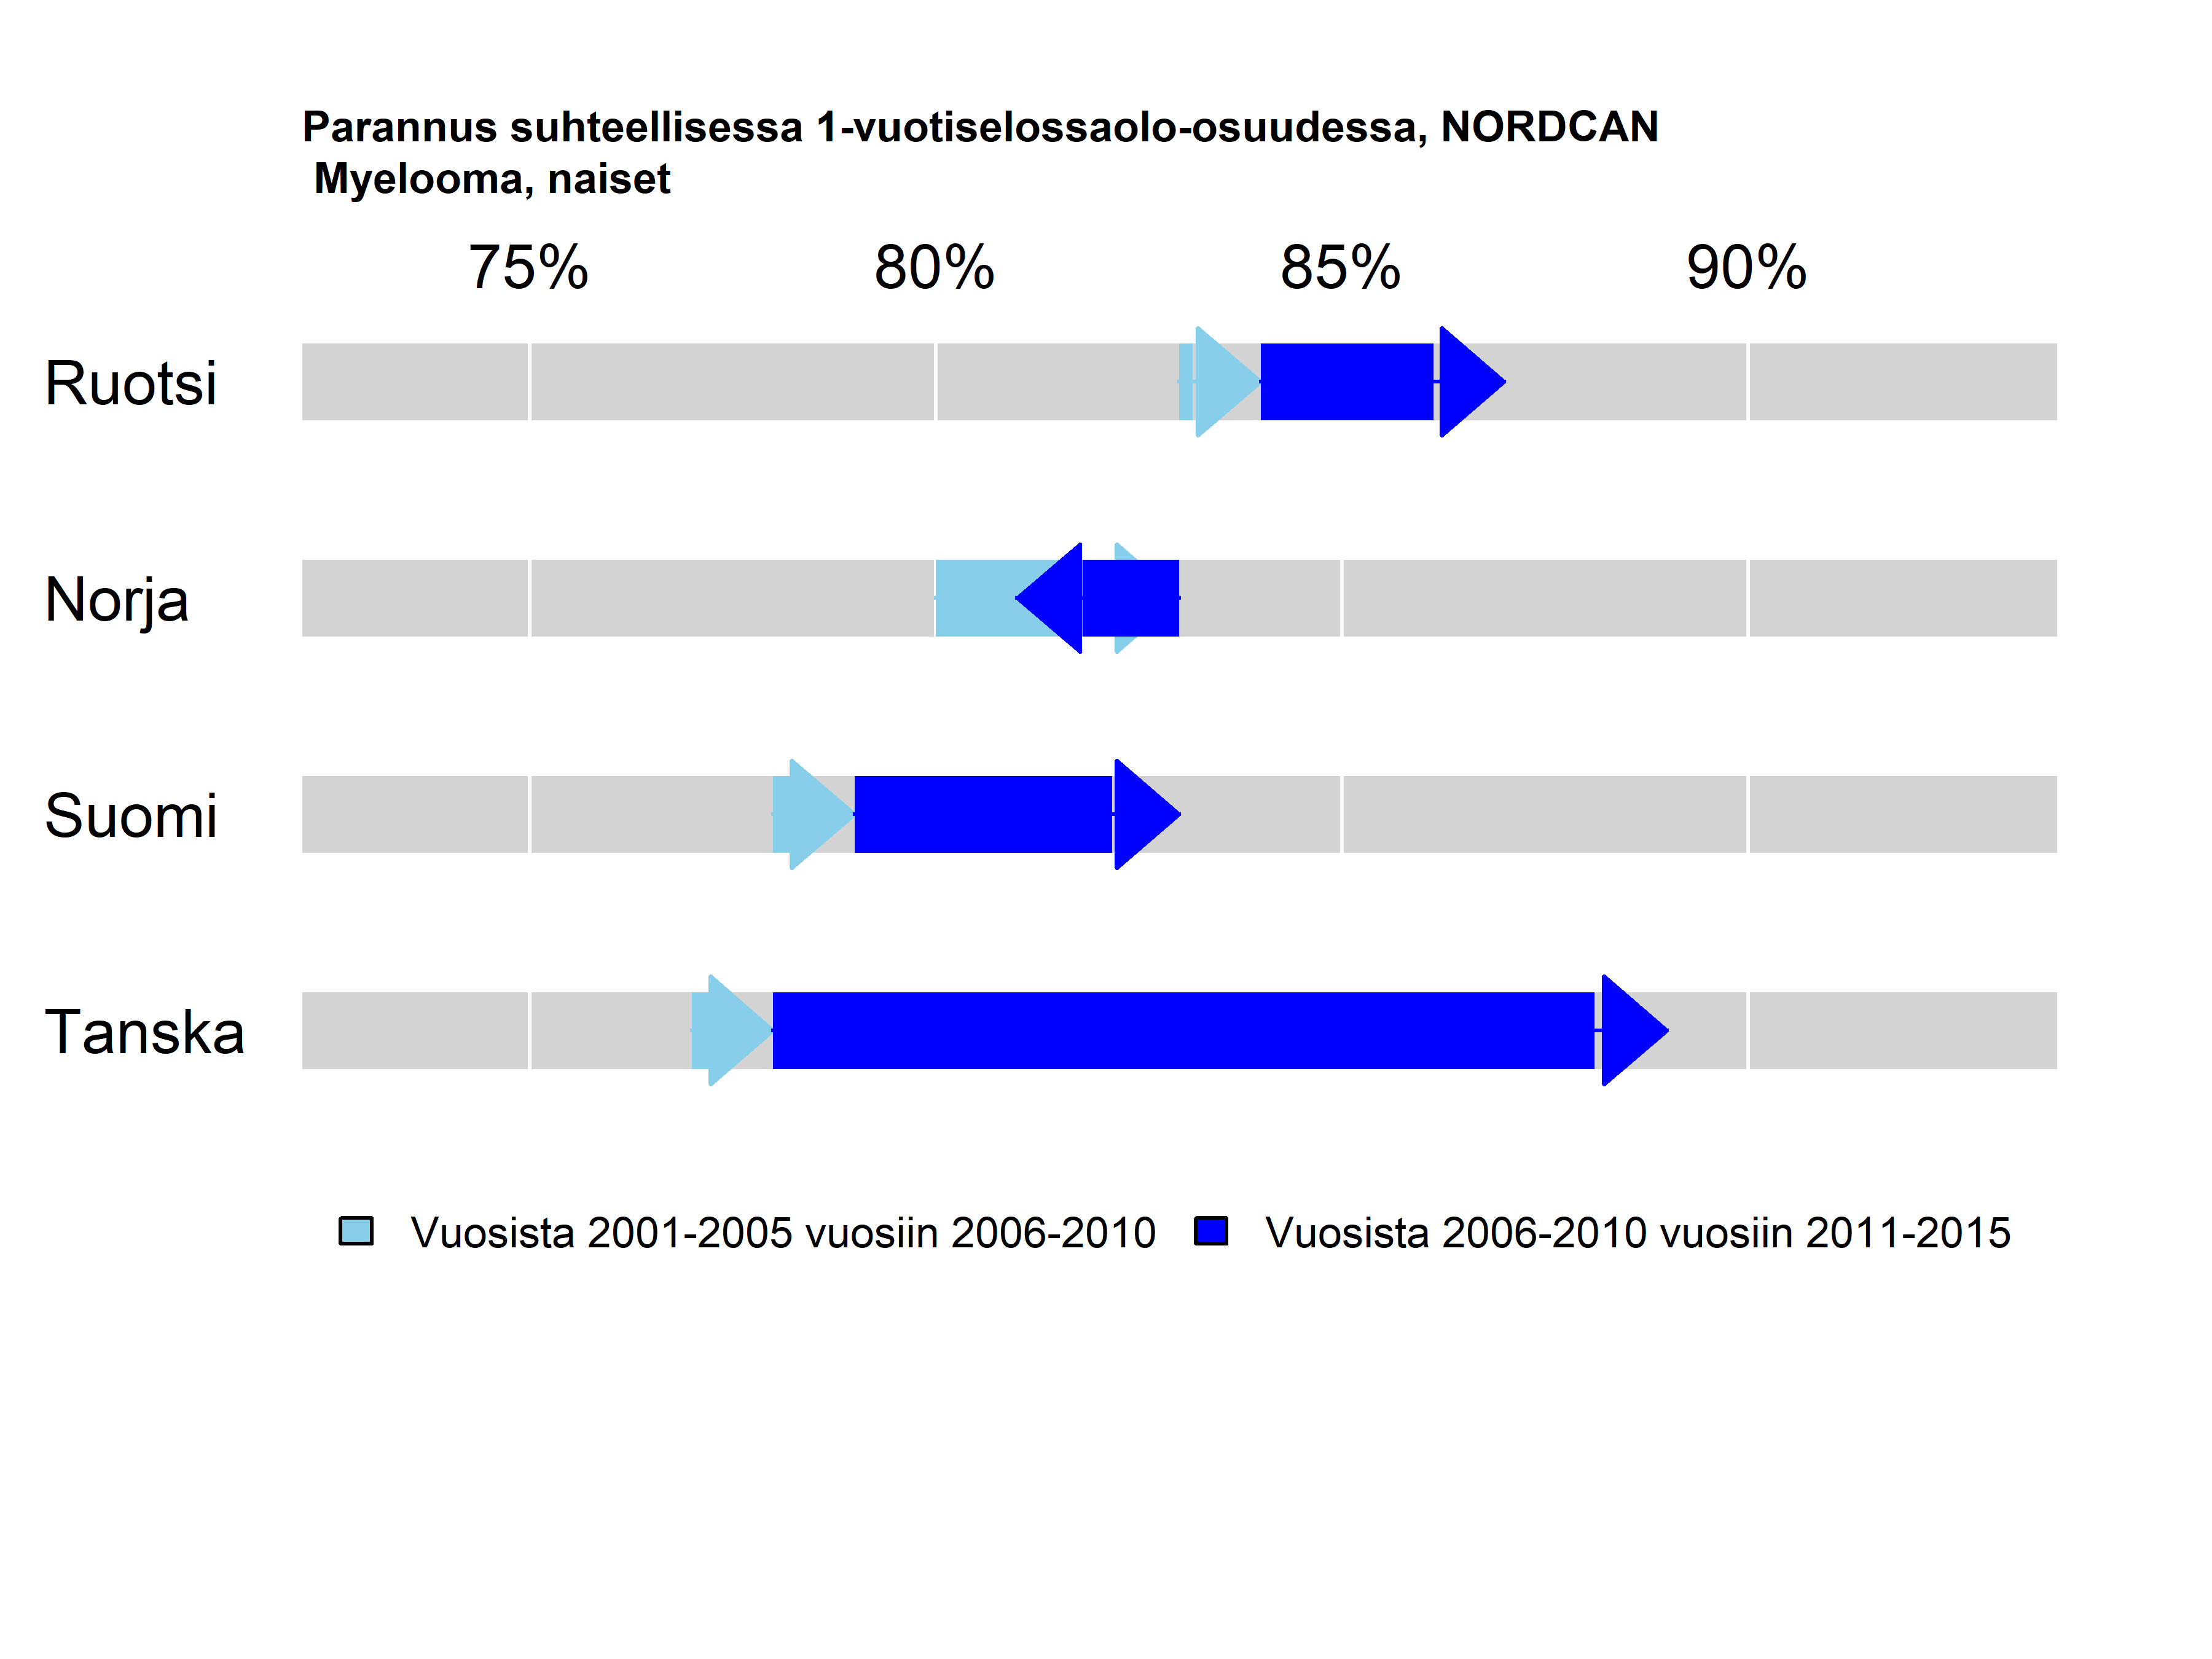 Parannus suhteellisessa 1-vuotiselossaolo-osuudessa, NORDCAN
Myelooma, naiset
75% 80% 85% 90%
Ruotsi
Norja
Suomi
Tanska
Vuosista 2001-2005 vuosiin 2006-2010 Vuosista 2006-2010 vuosiin 2011-2015